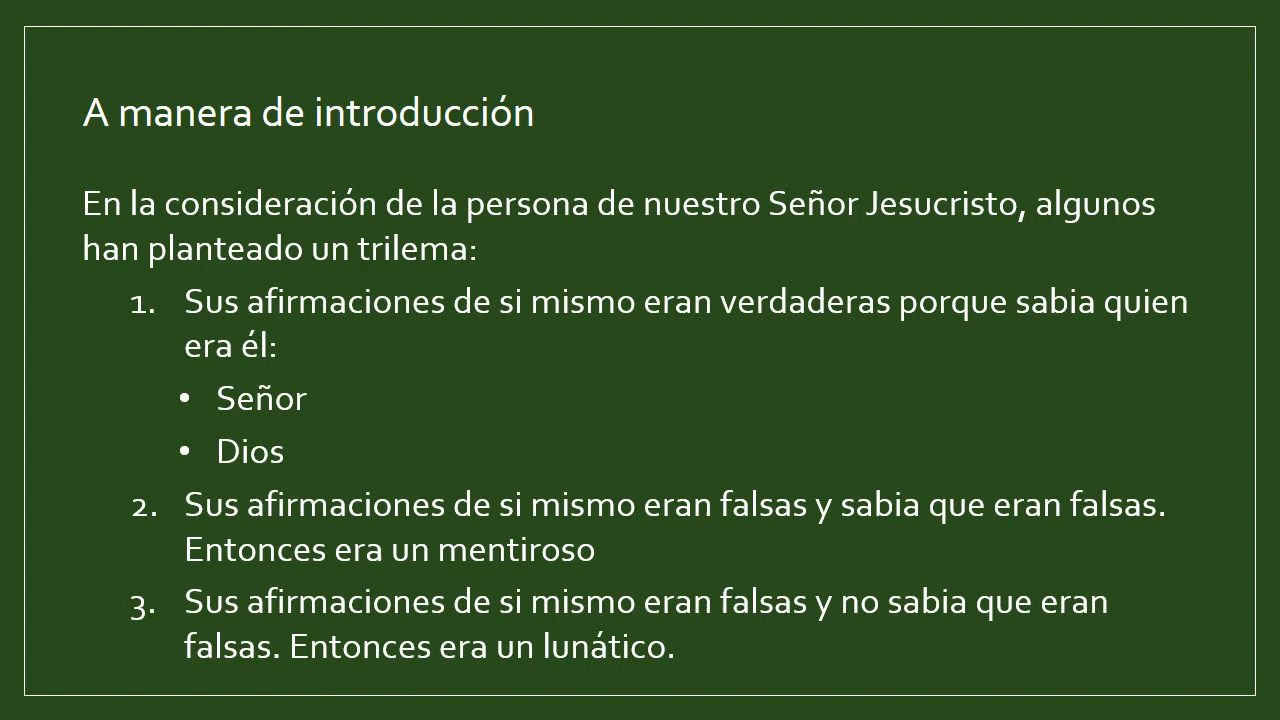 A manera de introducción
En la consideración de la persona de nuestro Señor Jesucristo, algunos
han planteado un trilema:
1. Sus afirmaciones de si mismo eran verdaderas porque sabia quien
era él:
• Señor
• Dios
2. Sus afirmaciones de si mismo eran falsas y sabia que eran falsas.
Entonces era un mentiroso
3. Sus afirmaciones de si mismo eran falsas y no sabia que eran
falsas. Entonces era un lunático.